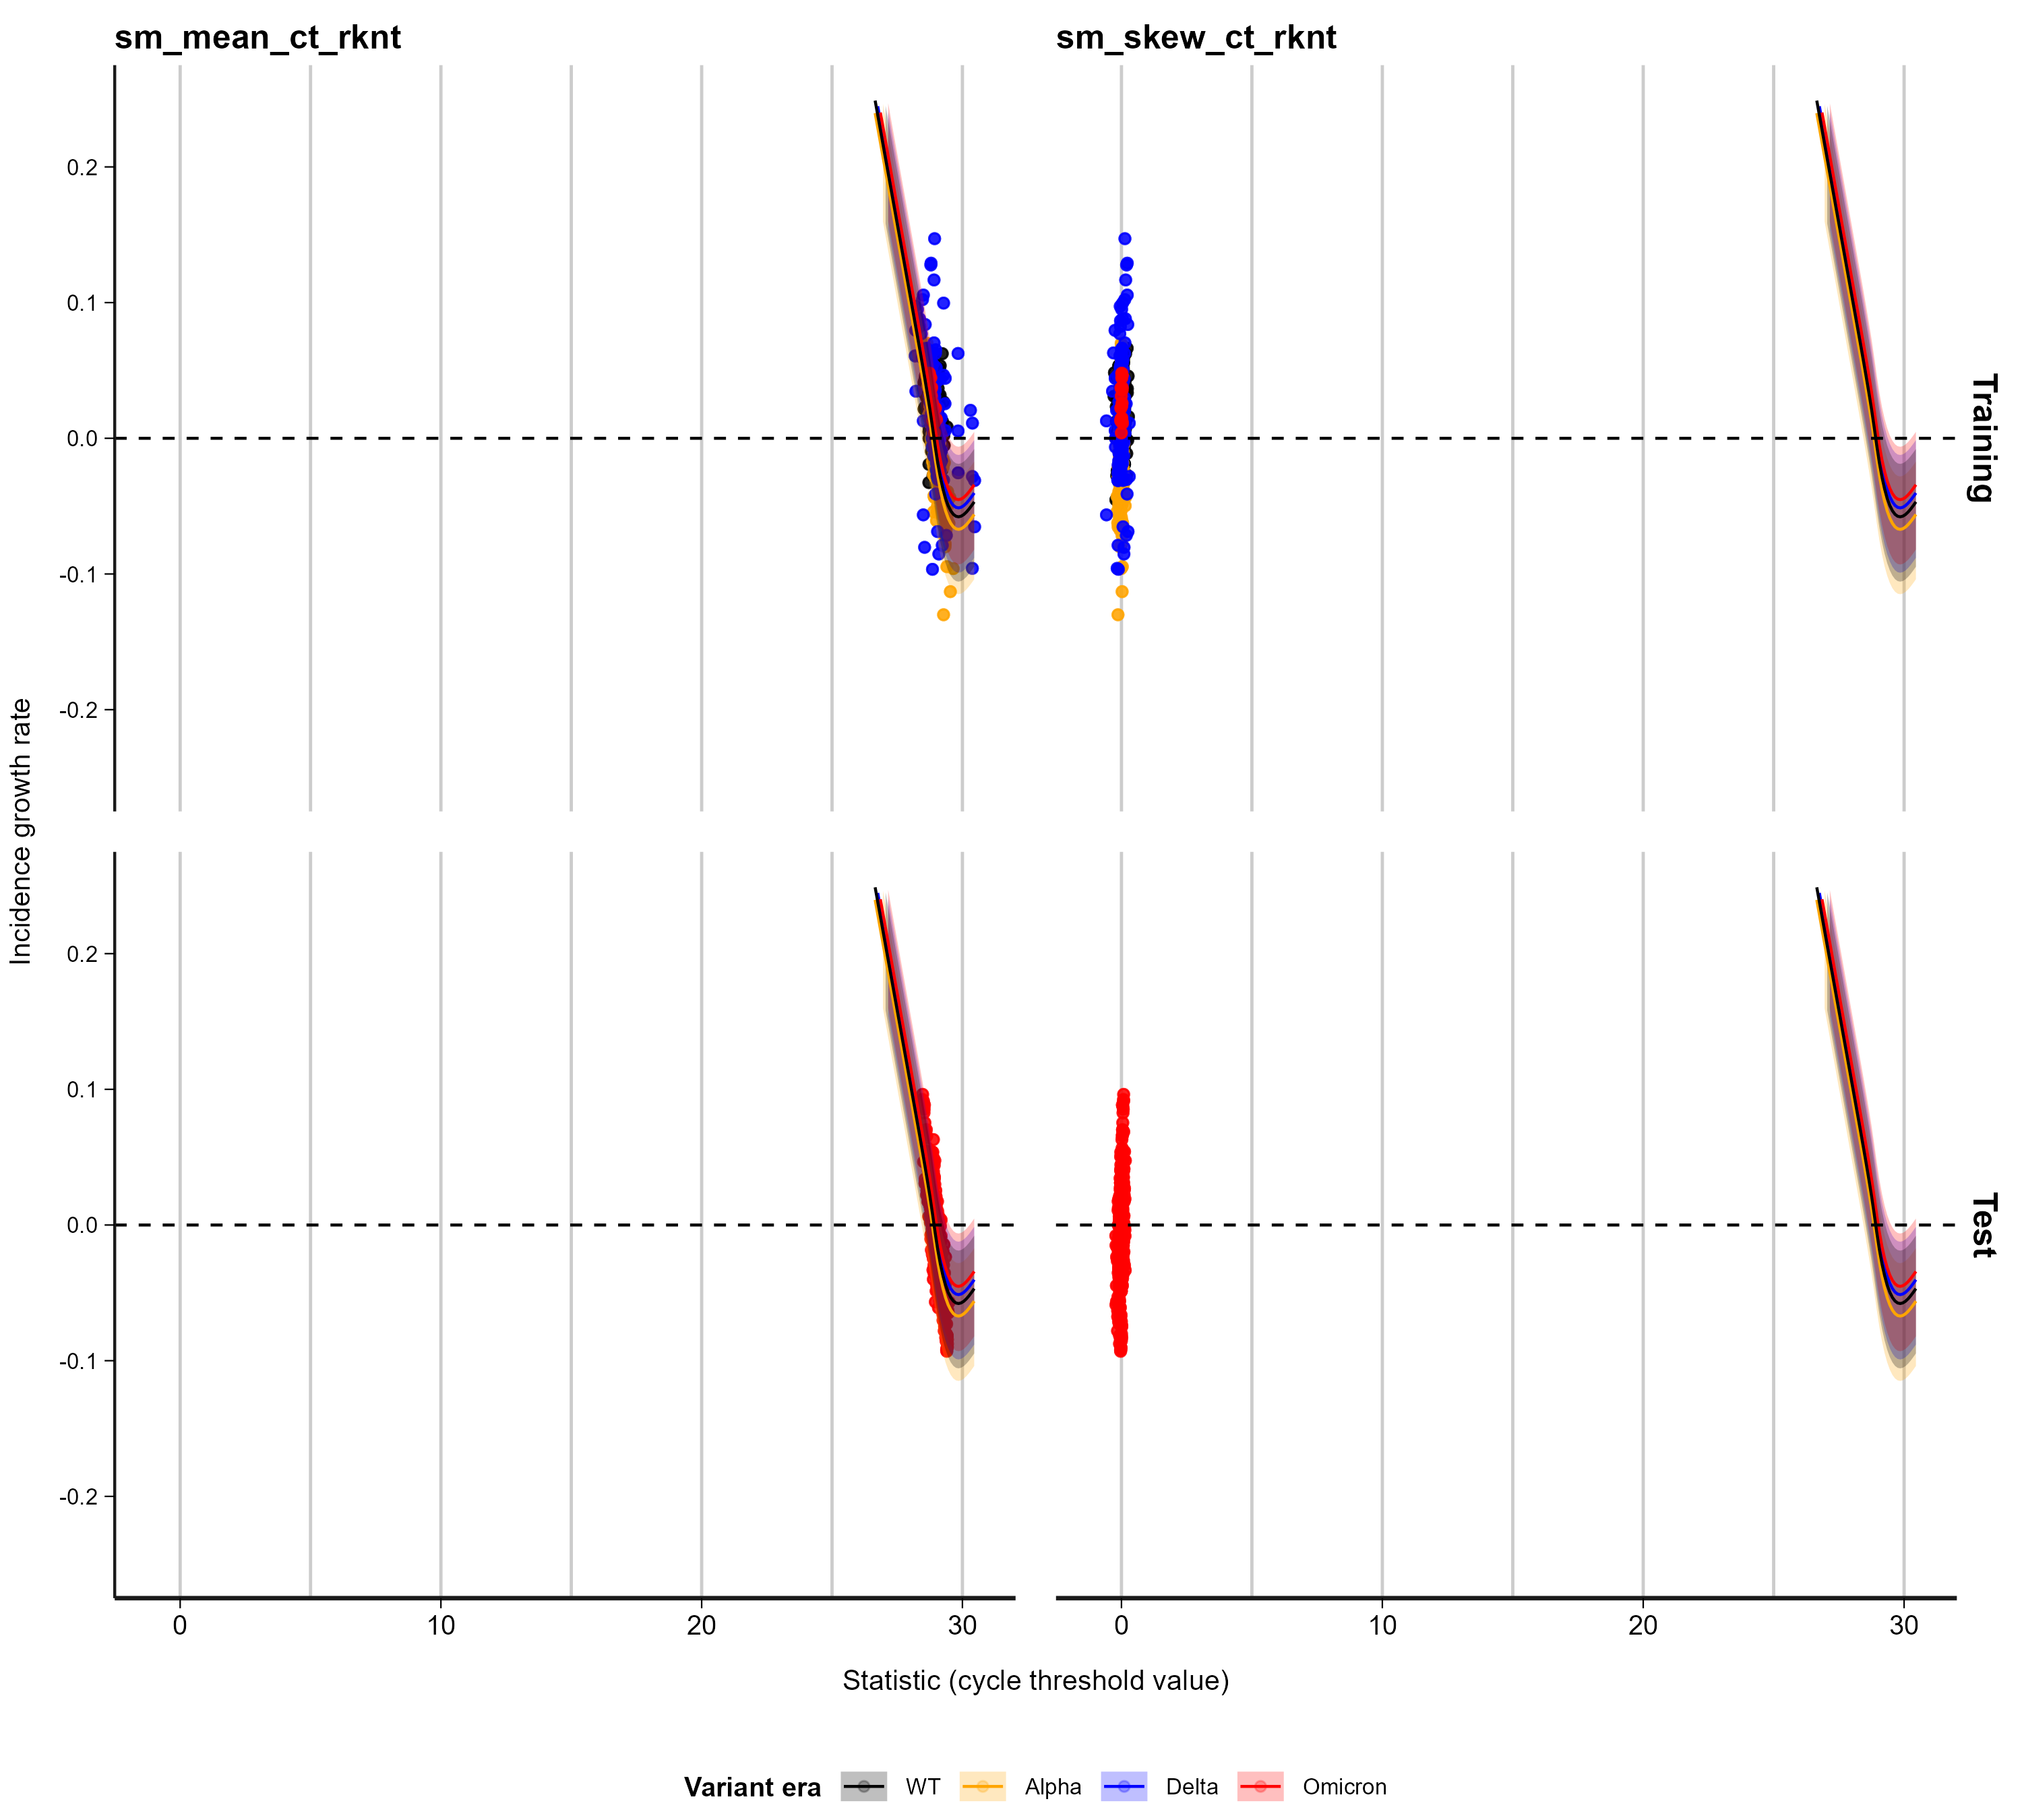 sm_mean_ct_rknt
sm_skew_ct_rknt
0.2
0.1
0.0
-0.1
-0.2
Training
Incidence growth rate
0.2
0.1
0.0
-0.1
-0.2
Test
0 10 20 30
0 10 20 30
Statistic (cycle threshold value)
Variant era WT Alpha Delta Omicron